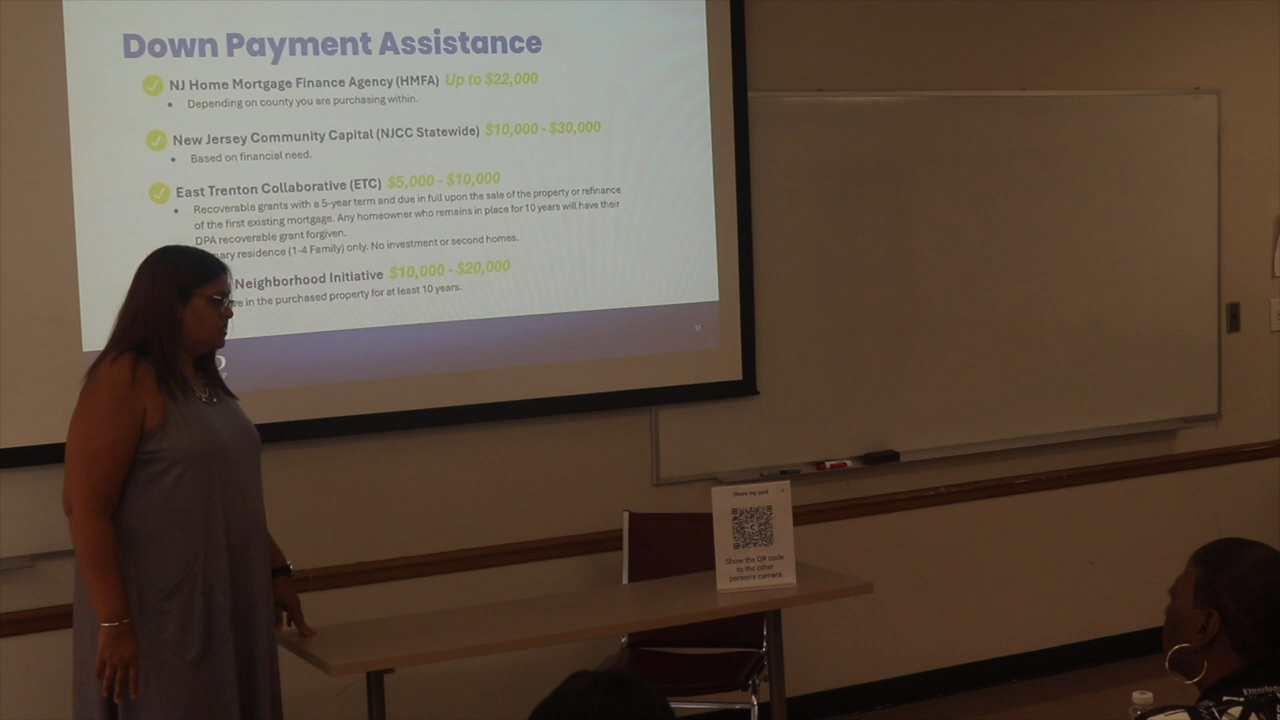 Down Payment Assistance
NJ Home Mortgage Finance Agency (HMFA) Up to $22,000
Depending on county you are purchasing within.
New Jersey Community Capital (NJCC Statewide) $10,000 - $30,000
Based on financial need.
East Trenton Collaborative (ETC) $5,000 - $10,000
Recoverable grants with a 5-year term and due in full upon the sale of the property or refinance
of the first existing mortgage. Any homeowner who remains in place for 10 years will have their
DPA recoverable grant forgiven.
residence (1-4 Family) only. No investment or second homes.
Neighborhood Initiative $10,000 - $20,000
in the purchased property for at least 10 years.
12
Share my card
Show the QR code
to the other
person's camera